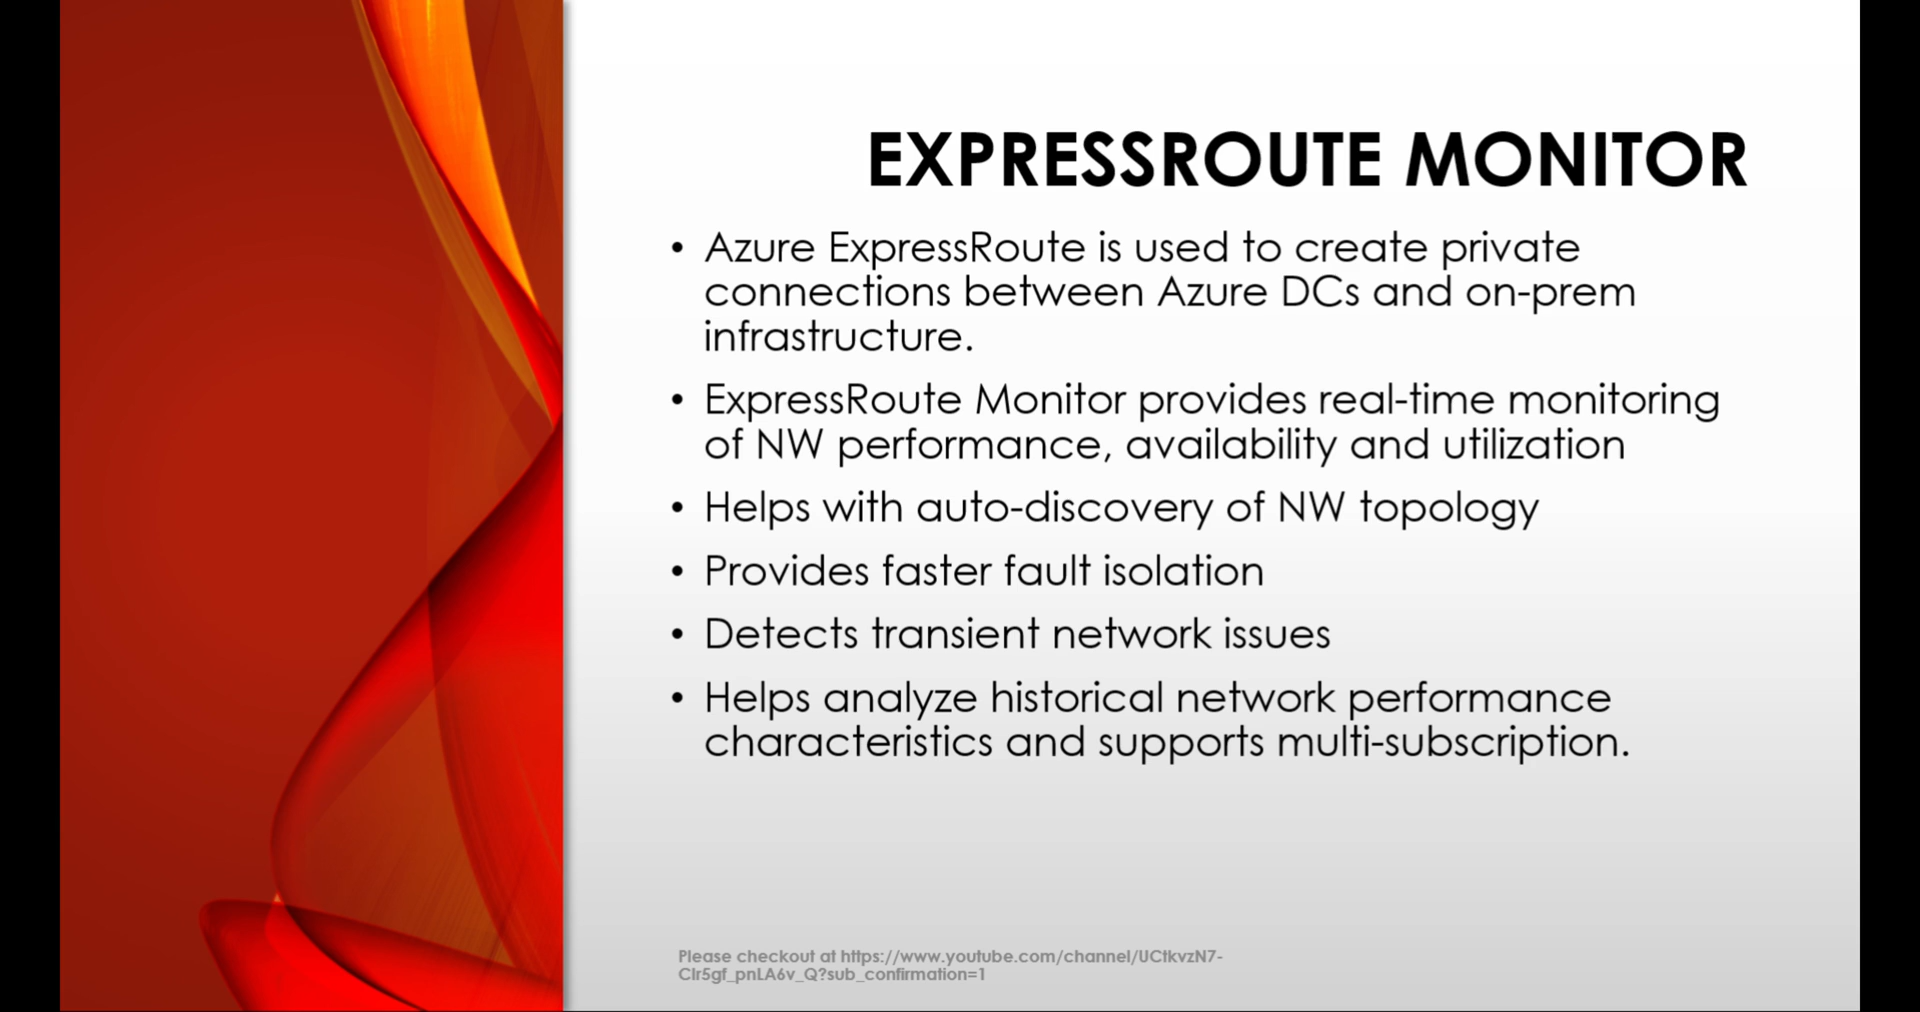 EXPRESSROUTE MONITOR
• Azure ExpressRoute is used to create private
connections between Azure DCs and on-prem
infrastructure.
• ExpressRoute Monitor provides real-time monitoring
of NW performance, availability and utilization
• Helps with auto-discovery of NW topology
• Provides faster fault isolation
• Detects transient network issues
• Helps analyze historical network performance
characteristics and supports multi-subscription.
Please checkout at https://www.youtube.com/channel/UCtkvzN7-
CIr5gf_pnLA6v_Q?sub_confirmation=1